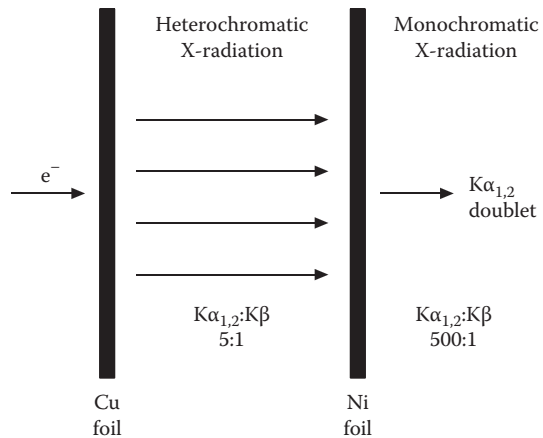 Heterochromatic
X-radiation
Monochromatic
X-radiation
e⁻
Kα₁,₂
doublet
Kα₁,₂:Kβ
5:1
Kα₁,₂:Kβ
500:1
Cu
foil
Ni
foil